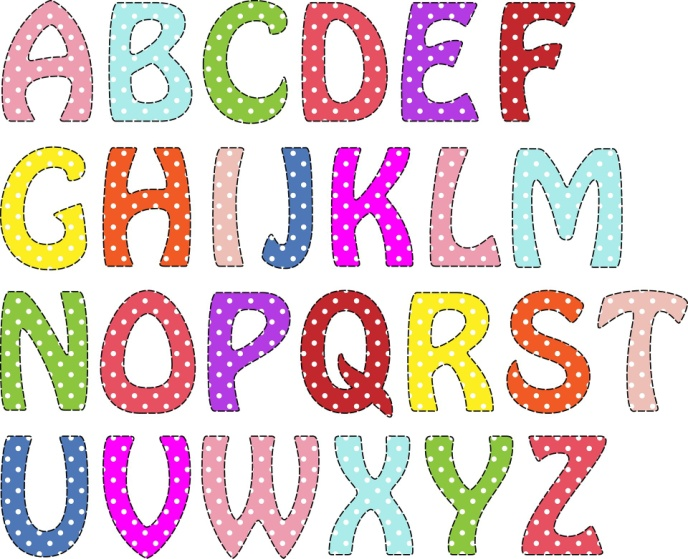 ABCDEF
GHIJKLM
NOPQRST
UVWXYZ